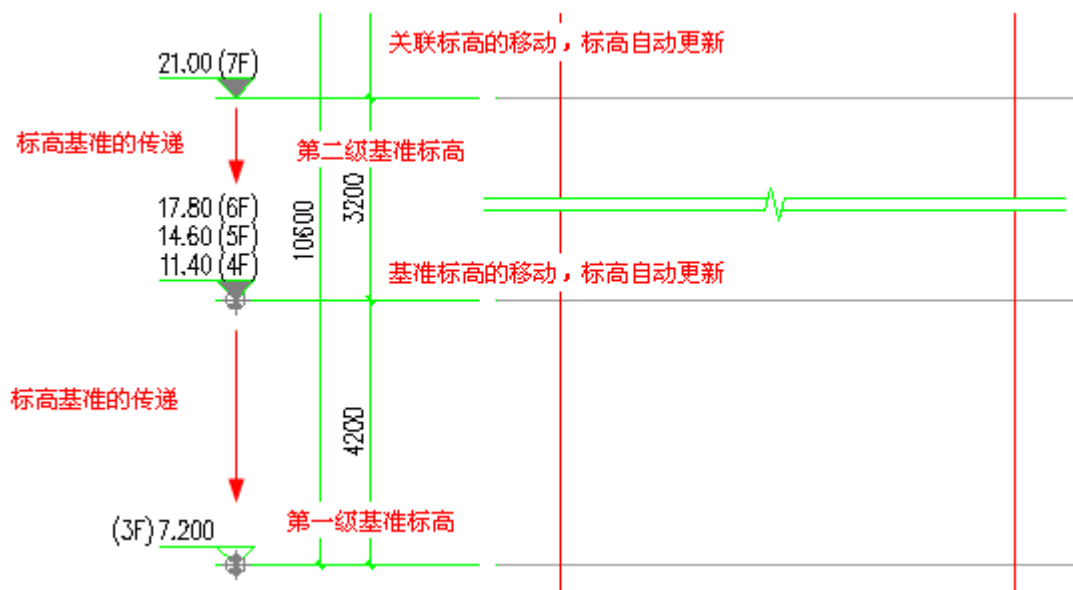 关联标高的移动，标高自动更新
21.00 (7F)
标高基准的传递
第二级基准标高
3200
10600
17.80 (6F)
14.60 (5F)
11.40 (4F)
基准标高的移动，标高自动更新
标高基准的传递
4200
第一级基准标高
(3F) 7.200